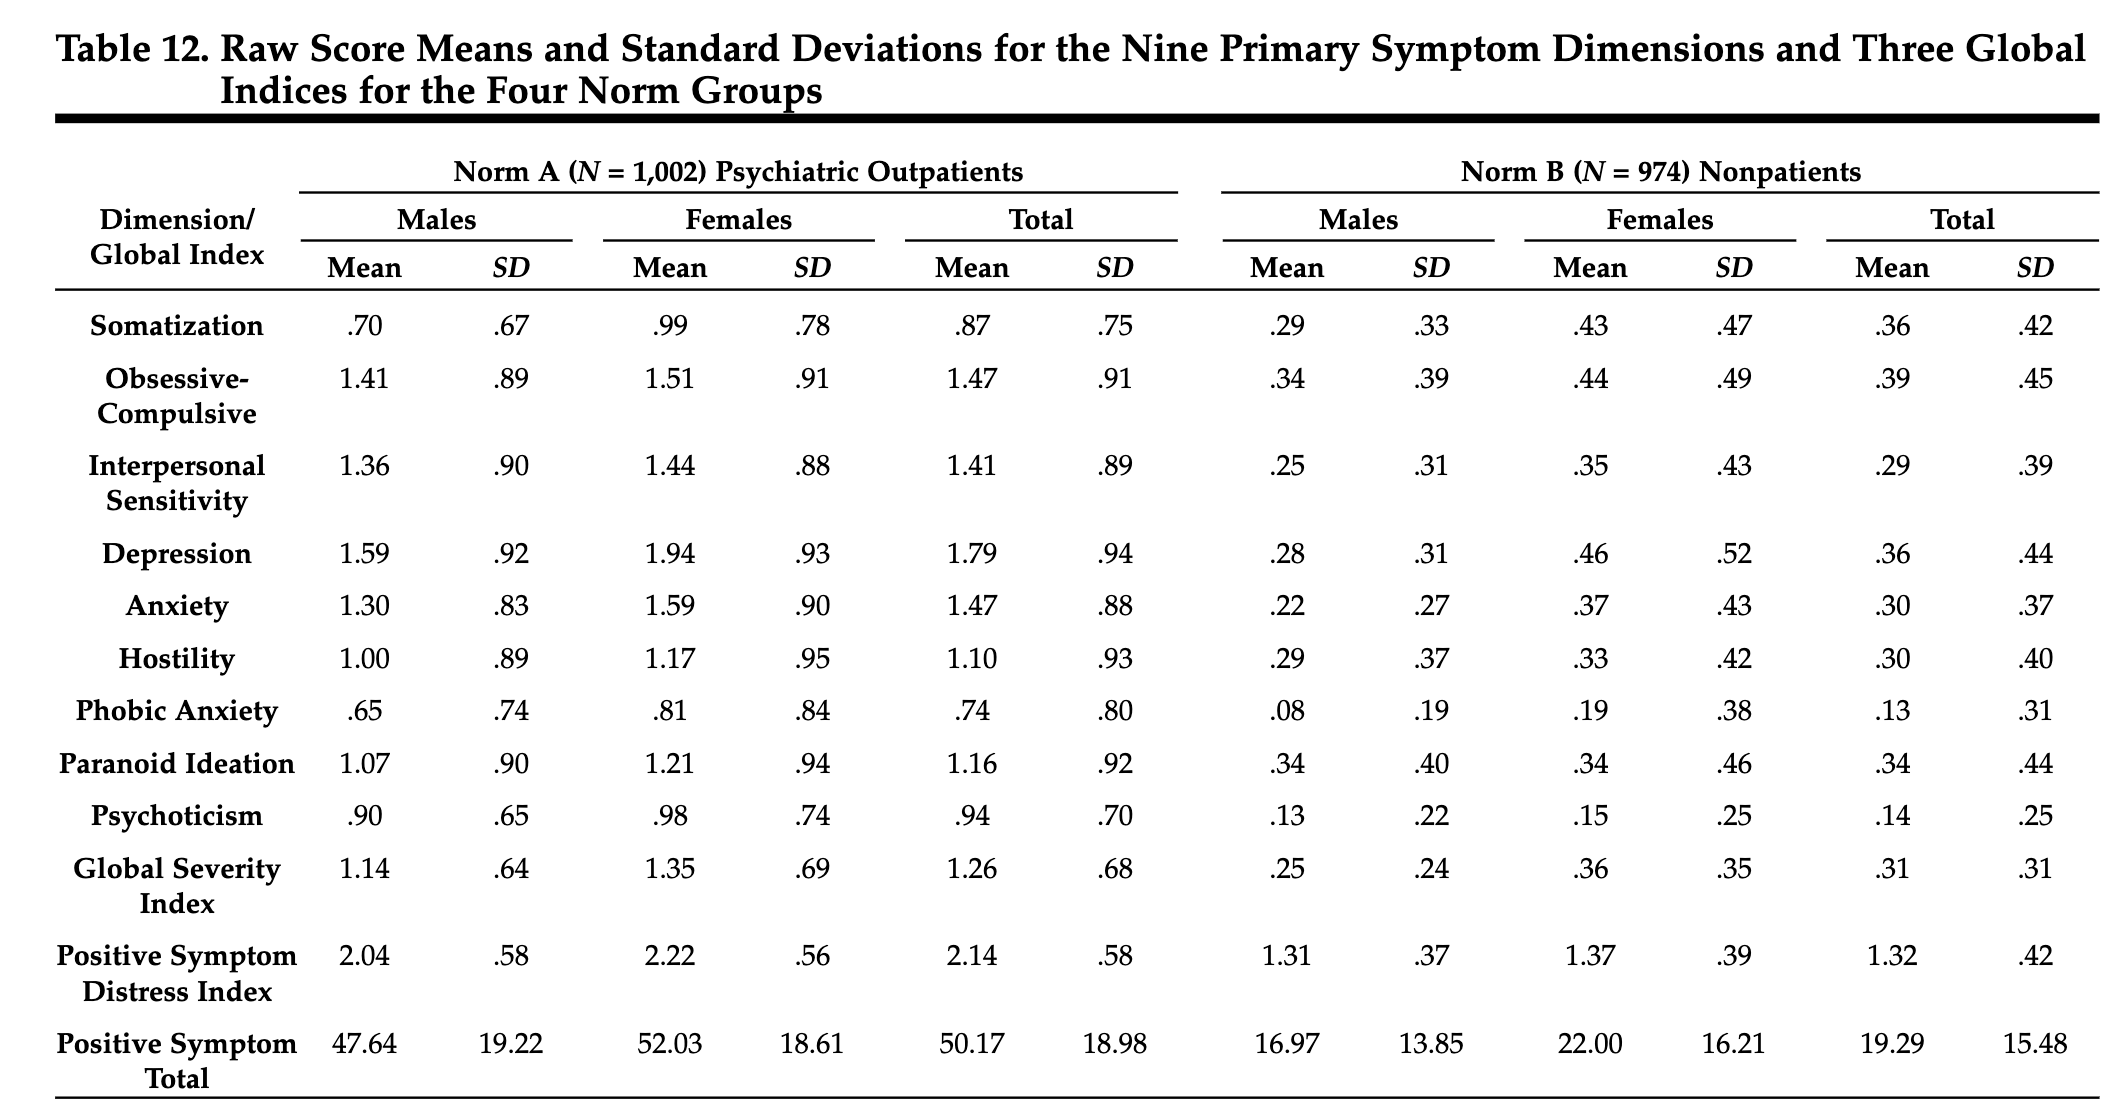 Table 12. Raw Score Means and Standard Deviations for the Nine Primary Symptom Dimensions and Three Global
Indices for the Four Norm Groups
Norm A (N = 1,002) Psychiatric Outpatients Norm B (N = 974) Nonpatients
Dimension/ Males Females Total Males Females Total
Global Index Mean SD Mean SD Mean SD Mean SD Mean SD Mean SD
Somatization .70 .67 .99 .78 .87 .75 .29 .33 .43 .47 .36 .42
Obsessive- 1.41 .89 1.51 .91 1.47 .91 .34 .39 .44 .49 .39 .45
Compulsive
Interpersonal 1.36 .90 1.44 .88 1.41 .89 .25 .31 .35 .43 .29 .39
Sensitivity
Depression 1.59 .92 1.94 .93 1.79 .94 .28 .31 .46 .52 .36 .44
Anxiety 1.30 .83 1.59 .90 1.47 .88 .22 .27 .37 .43 .30 .37
Hostility 1.00 .89 1.17 .95 1.10 .93 .29 .37 .33 .42 .30 .40
Phobic Anxiety .65 .74 .81 .84 .74 .80 .08 .19 .19 .38 .13 .31
Paranoid Ideation 1.07 .90 1.21 .94 1.16 .92 .34 .40 .34 .46 .34 .44
Psychoticism .90 .65 .98 .74 .94 .70 .13 .22 .15 .25 .14 .25
Global Severity 1.14 .64 1.35 .69 1.26 .68 .25 .24 .36 .35 .31 .31
Index
Positive Symptom 2.04 .58 2.22 .56 2.14 .58 1.31 .37 1.37 .39 1.32 .42
Distress Index
Positive Symptom 47.64 19.22 52.03 18.61 50.17 18.98 16.97 13.85 22.00 16.21 19.29 15.48
Total